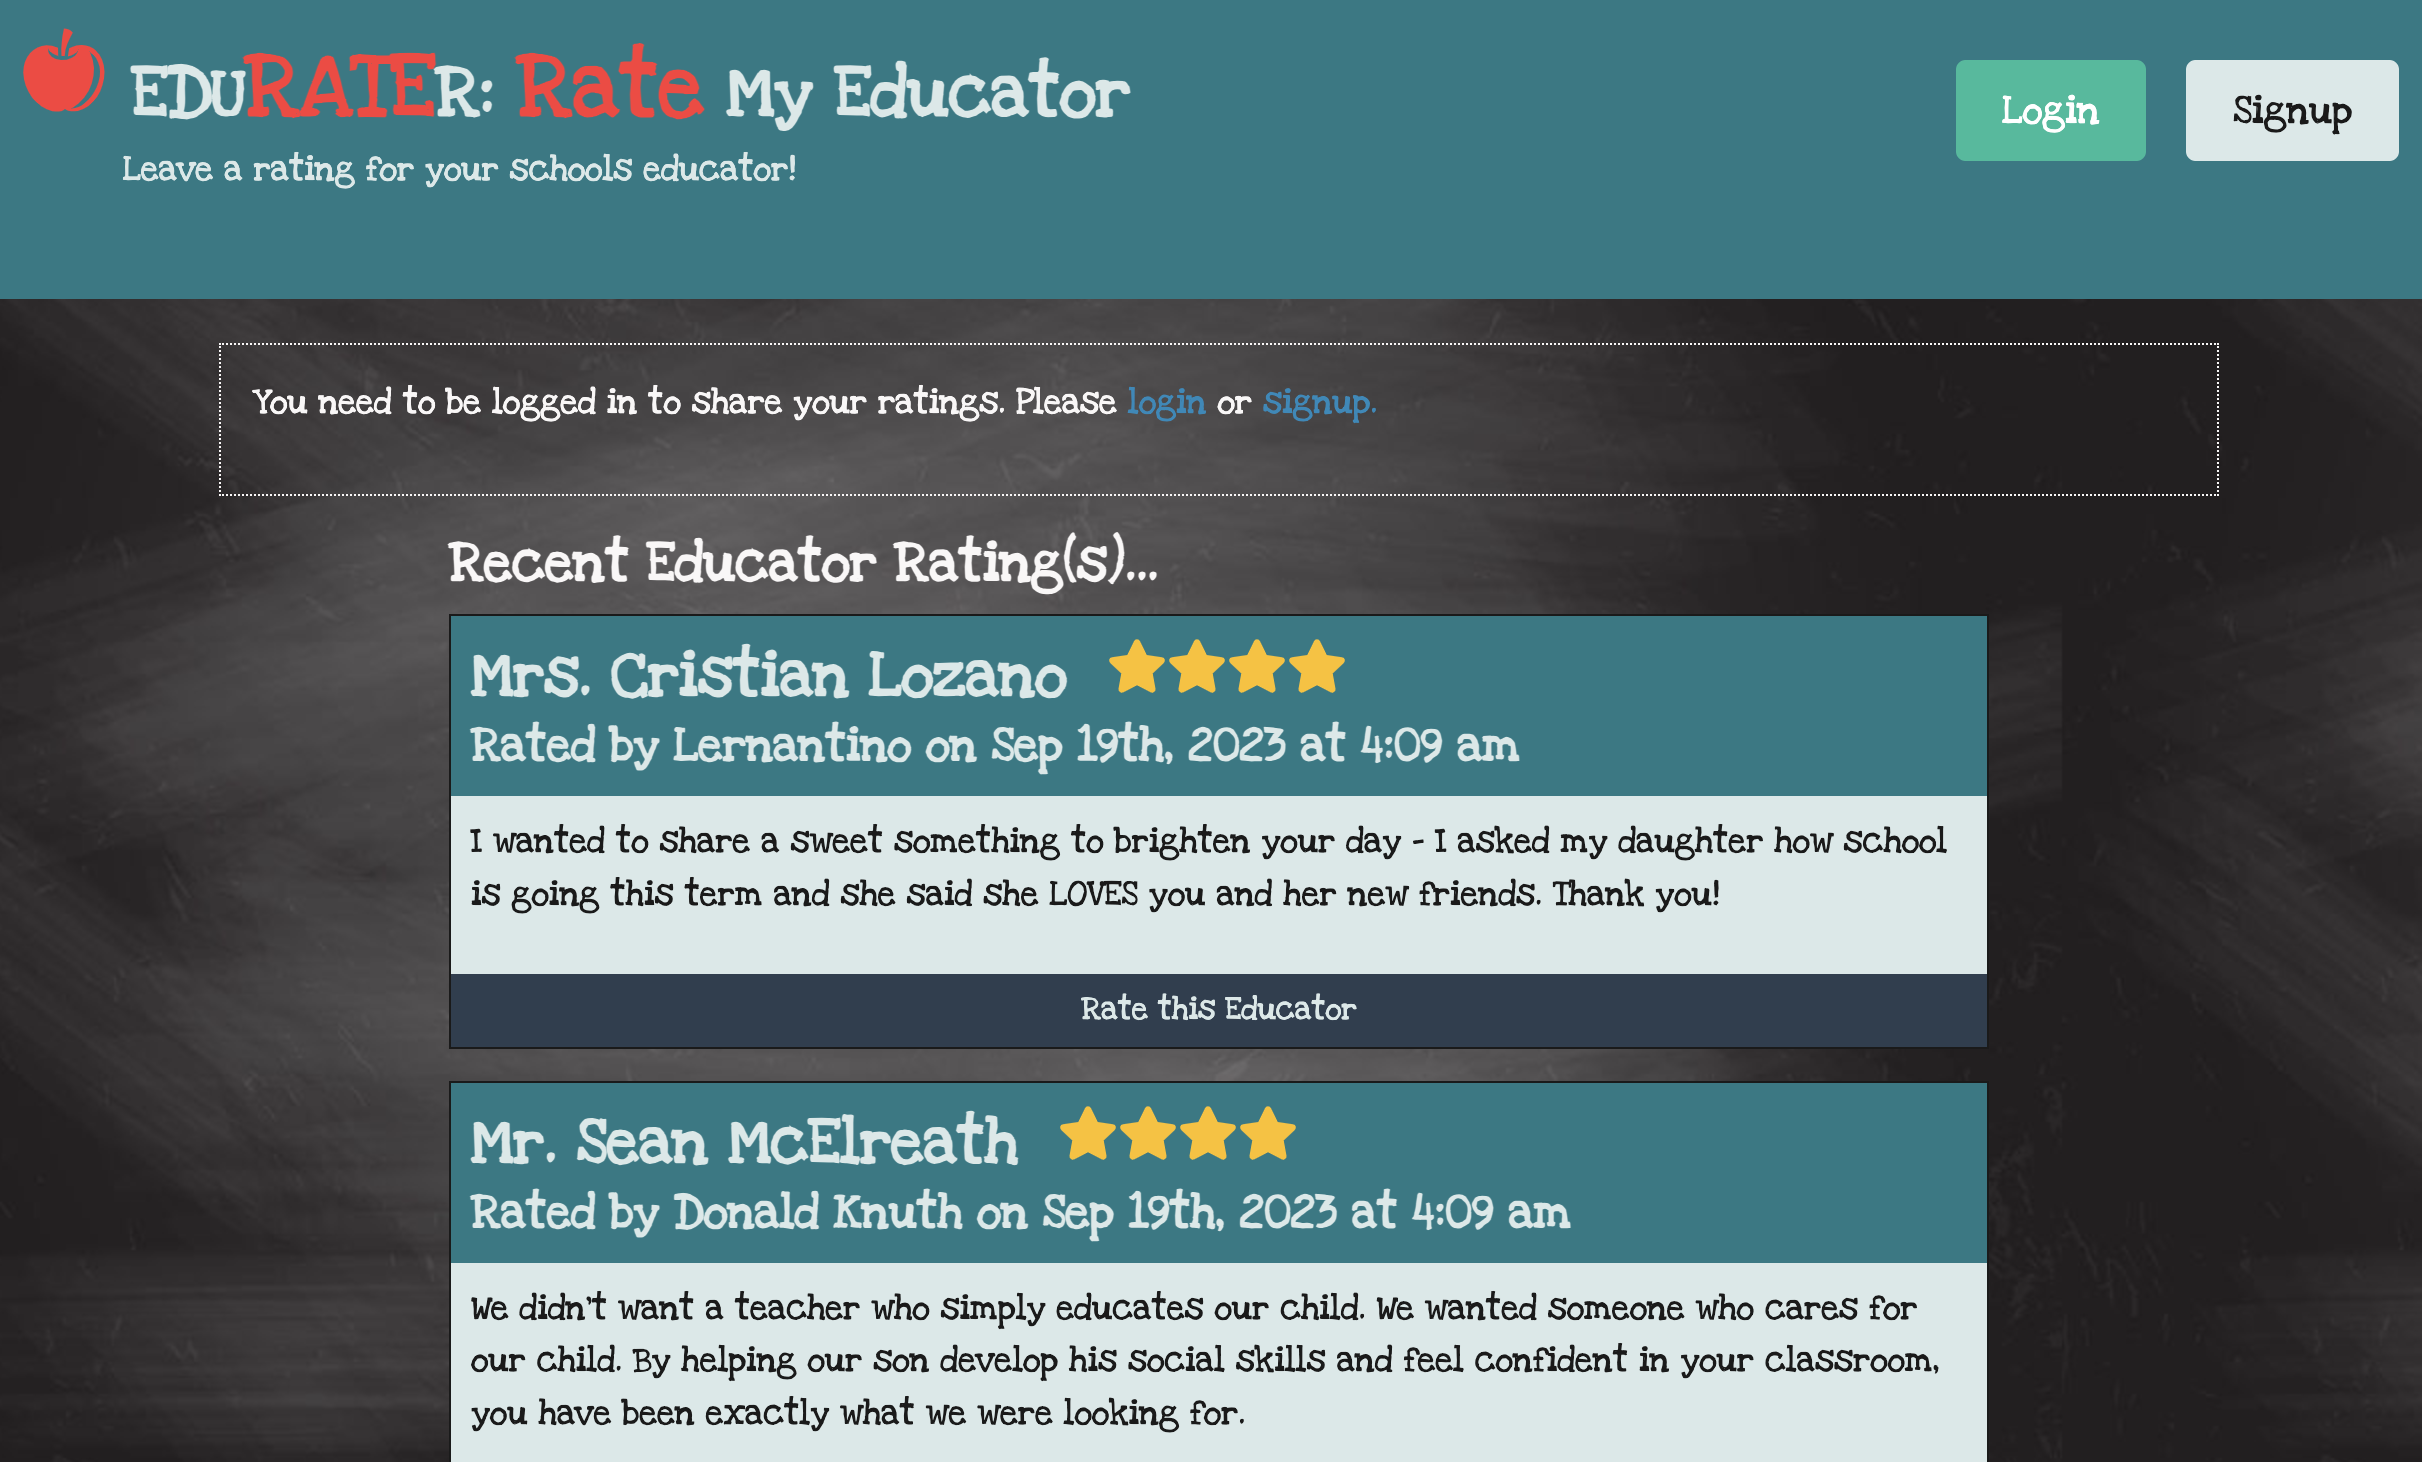 EDURATER: Rate My Educator
Leave a rating for your schools educator!
Login
Signup
You need to be logged in to share your ratings. Please login or signup.
Recent Educator Rating(s)...
Mrs. Cristian Lozano
Rated by Lernantino on Sep 19th, 2023 at 4:09 am
I wanted to share a sweet something to brighten your day - I asked my daughter how school
is going this term and she said she LOVES you and her new friends. Thank you!
Rate this Educator
Mr. Sean McElreath
Rated by Donald Knuth on Sep 19th, 2023 at 4:09 am
We didn't want a teacher who simply educates our child. We wanted someone who cares for
our child. By helping our son develop his social skills and feel confident in your classroom,
you have been exactly what we were looking for.